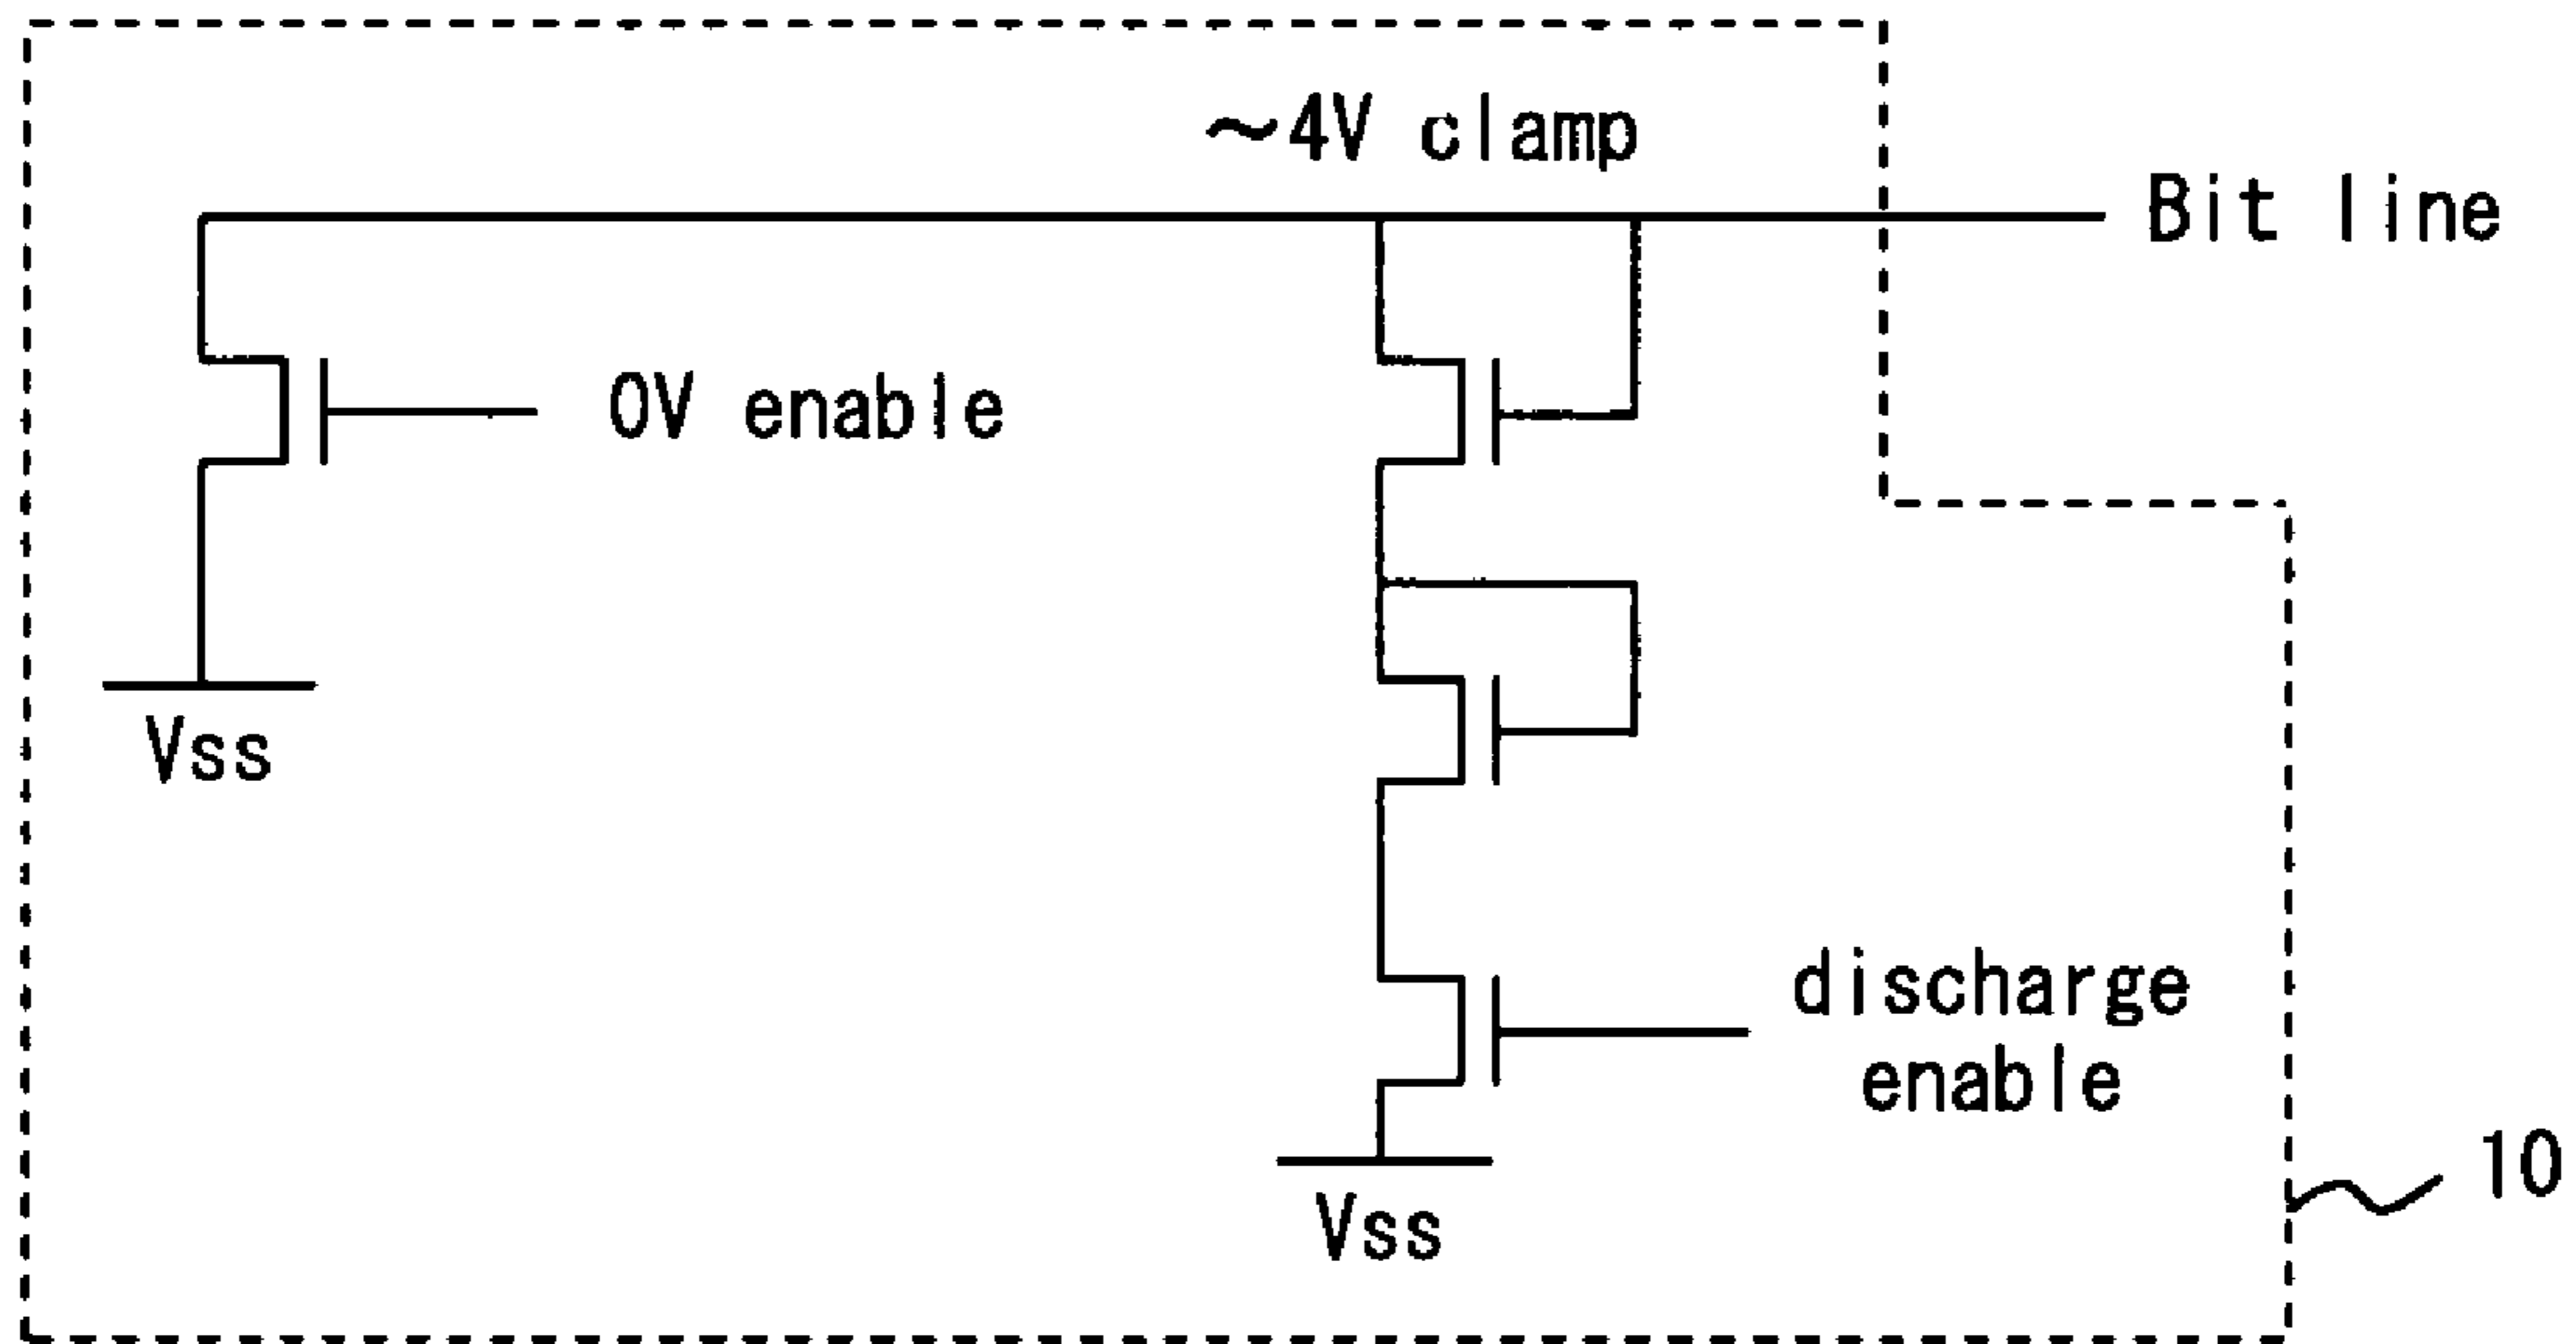 ~4V clamp
Bit line
0V enable
Vss
discharge
enable
10
Vss